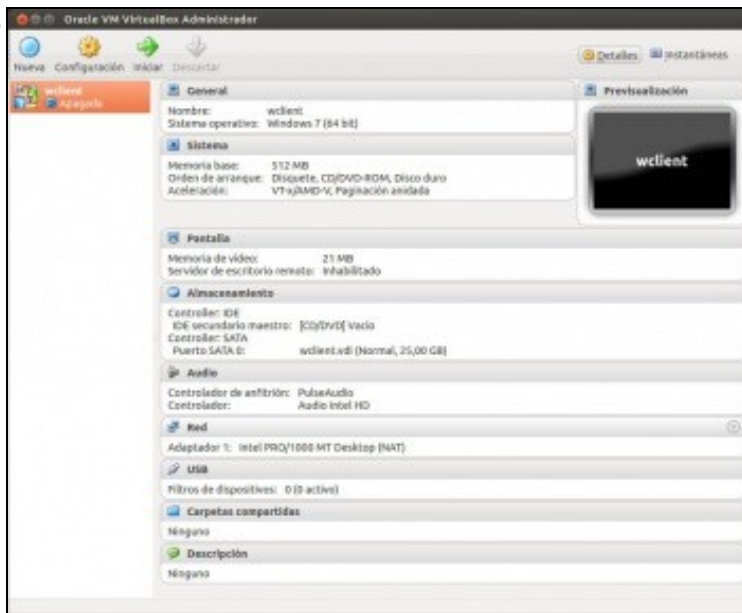 Oracle VM VirtualBox Administrador
Nueva Configuración Iniciar Descartar
Detalles Instantáneas
wclient
Apagado
General
Nombre: wclient
Sistema operativo: Windows 7 (64 bit)
Sistema
Memoria base: 512 MB
Orden de arranque: Disquete, CD/DVD-ROM, Disco duro
Aceleración: VT-x/AMD-V, Paginación anidada
Previsualización
wclient
Pantalla
Memoria de vídeo: 21 MB
Servidor de escritorio remoto: Inhabilitado
Almacenamiento
Controller: IDE
IDE secundario maestro: [CD/DVD] Vacío
Controller: SATA
Puerto SATA 0: wclient.vdi (Normal, 25,00 GB)
Audio
Controlador de anfitrión: PulseAudio
Controlador: Audio Intel HD
Red
Adaptador 1: Intel PRO/1000 MT Desktop (NAT)
USB
Filtros de dispositivos: 0 (0 activo)
Carpetas compartidas
Ninguno
Descripción
Ninguno